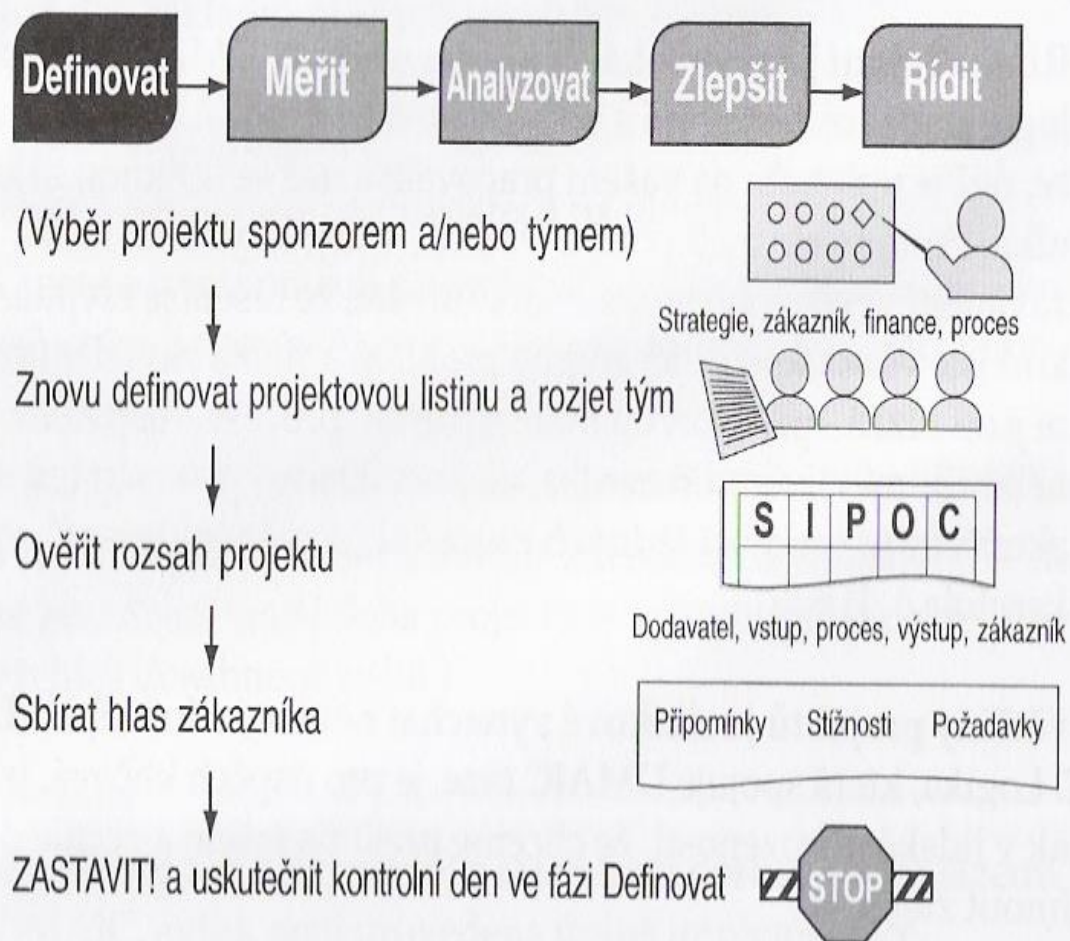 Definovat Měřit Analyzovat Zlepšit Řídit
(Výběr projektu sponzorem a/nebo týmem)
Strategie, zákazník, finance, proces
Znovu definovat projektovou listinu a rozjet tým
S I P O C
Ověřit rozsah projektu
Dodavatel, vstup, proces, výstup, zákazník
Sbírat hlas zákazníka
Připomínky Stížnosti Požadavky
ZASTAVIT! a uskutečnit kontrolní den ve fázi Definovat
STOP